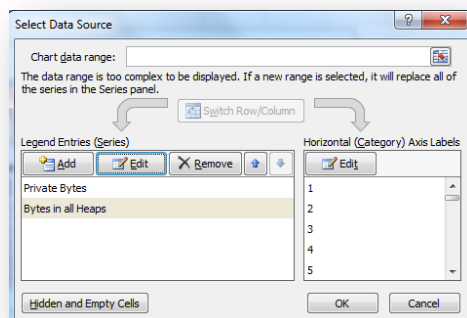 Select Data Source
Chart data range:
The data range is too complex to be displayed. If a new range is selected, it will replace all of
the series in the Series panel.
Switch Row/Column
Legend Entries (Series)
Horizontal (Category) Axis Labels
Add
Edit
Remove
Edit
Private Bytes
Bytes in all Heaps
1
2
3
4
5
Hidden and Empty Cells
OK
Cancel